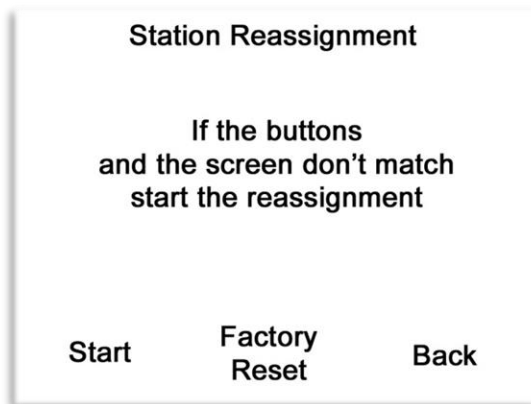 Station Reassignment
If the buttons
and the screen don't match
start the reassignment
Start
Factory
Reset
Back